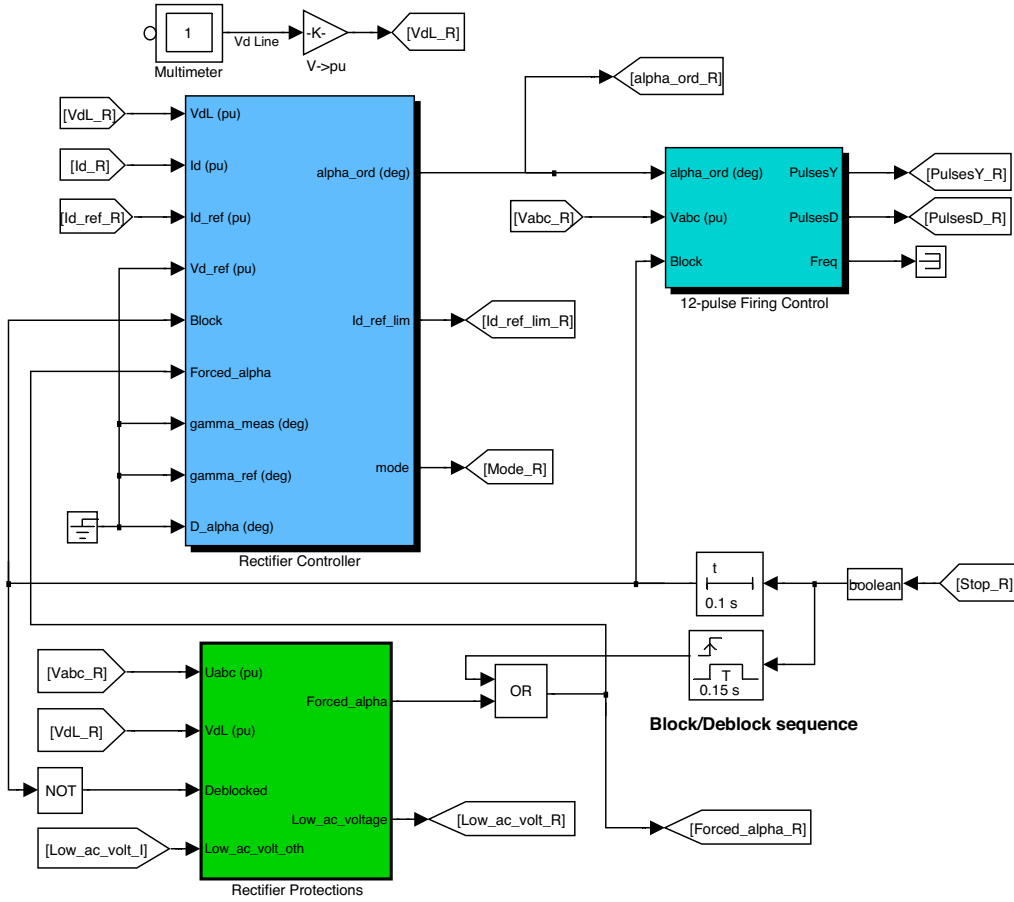 1
Vd Line
-K-
[VdL_R]
Multimeter
V->pu
[alpha_ord_R]
[VdL_R]
VdL (pu)
[Id_R]
Id (pu)
alpha_ord (deg)
[Id_ref_R]
Id_ref (pu)
Vd_ref (pu)
Block
Id_ref_lim
[Id_ref_lim_R]
Forced_alpha
gamma_meas (deg)
mode
[Mode_R]
gamma_ref (deg)
D_alpha (deg)
Rectifier Controller
alpha_ord (deg)
PulsesY
[PulsesY_R]
[Vabc_R]
Vabc (pu)
PulsesD
[PulsesD_R]
Block
Freq
12-pulse Firing Control
t
0.1 s
boolean
[Stop_R]
T
0.15 s
Block/Deblock sequence
[Vabc_R]
Uabc (pu)
Forced_alpha
OR
[VdL_R]
VdL (pu)
NOT
Deblocked
Low_ac_voltage
[Low_ac_volt_R]
[Forced_alpha_R]
[Low_ac_volt_I]
Low_ac_volt_oth
Rectifier Protections